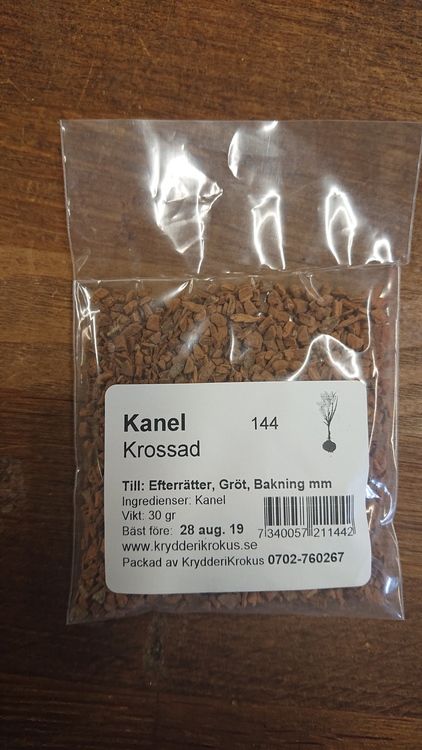 Kanel 144
Krossad
Till: Efterrätter, Gröt, Bakning mm
Ingredienser: Kanel
Vikt: 30 gr
Bäst före: 28 aug. 19
7 340057 211442
www.krydderikrokus.se
Packad av KrydderiKrokus 0702-760267